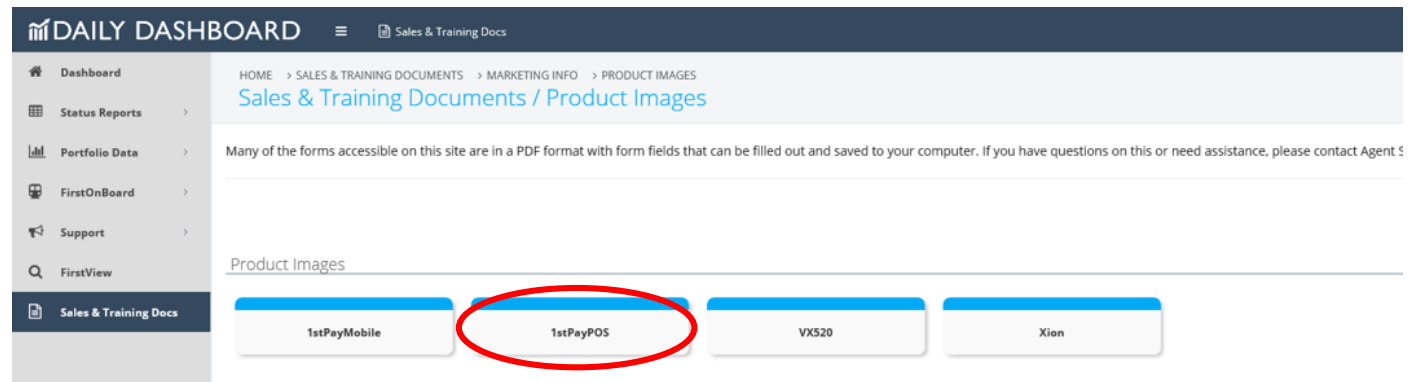 DAILY DASHBOARD
Sales & Training Docs
Dashboard
Status Reports
Portfolio Data
FirstOnBoard
Support
FirstView
Sales & Training Docs
HOME > SALES & TRAINING DOCUMENTS > MARKETING INFO > PRODUCT IMAGES
Sales & Training Documents / Product Images
Many of the forms accessible on this site are in a PDF format with form fields that can be filled out and saved to your computer. If you have questions on this or need assistance, please contact Agent S
Product Images
1stPayMobile
1stPayPOS
VX520
Xion